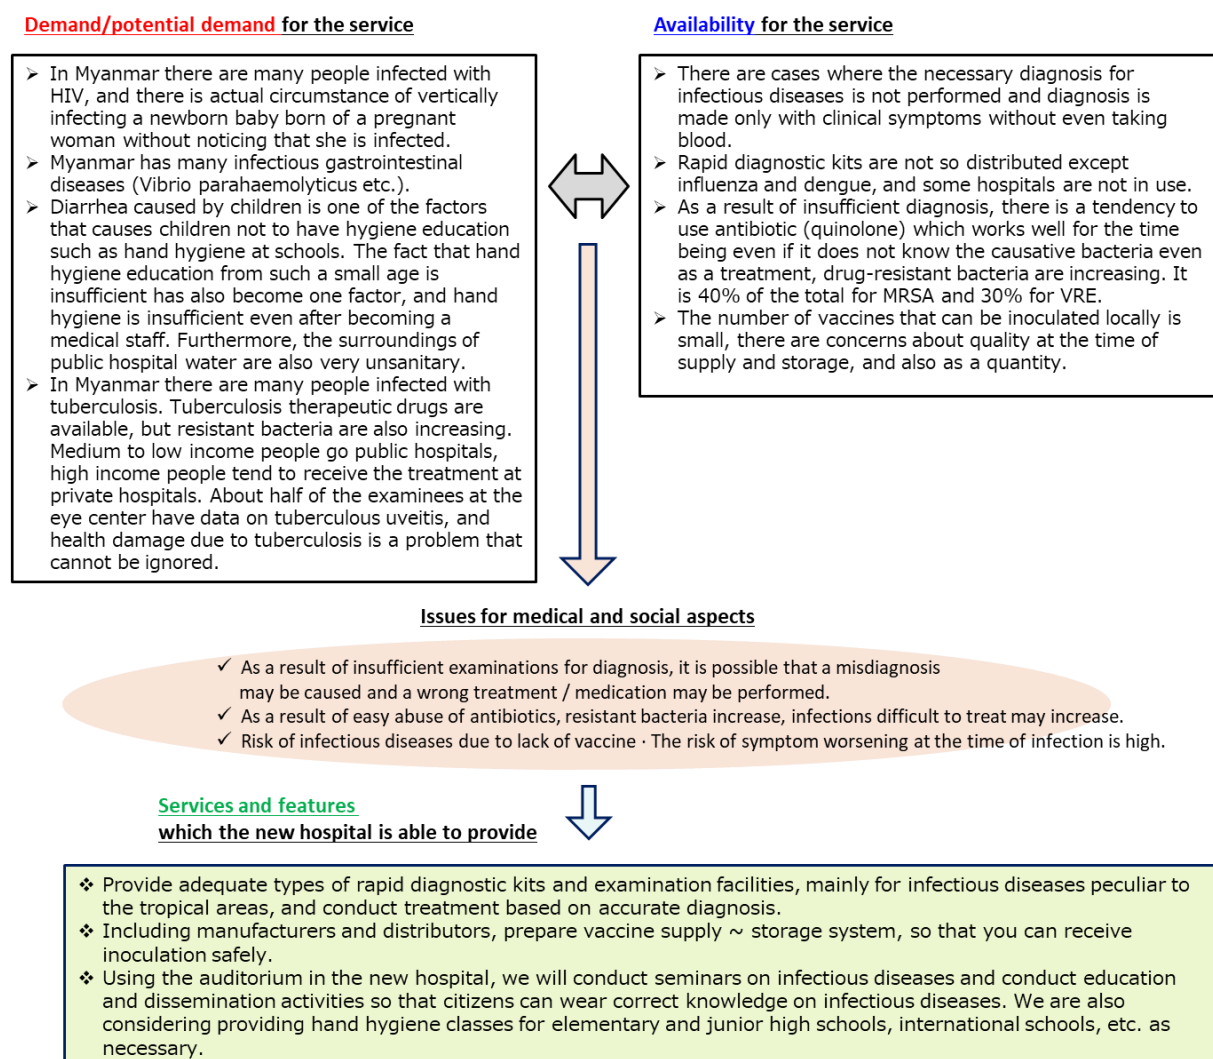 Demand/potential demand for the service
➢ In Myanmar there are many people infected with
HIV, and there is actual circumstance of vertically
infecting a newborn baby born of a pregnant
woman without noticing that she is infected.
➢ Myanmar has many infectious gastrointestinal
diseases (Vibrio parahaemolyticus etc.).
➢ Diarrhea caused by children is one of the factors
that causes children not to have hygiene education
such as hand hygiene at schools. The fact that hand
hygiene education from such a small age is
insufficient has also become one factor, and hand
hygiene is insufficient even after becoming a
medical staff. Furthermore, the surroundings of
public hospital water are also very unsanitary.
➢ In Myanmar there are many people infected with
tuberculosis. Tuberculosis therapeutic drugs are
available, but resistant bacteria are also increasing.
Medium to low income people go public hospitals,
high income people tend to receive the treatment at
private hospitals. About half of the examinees at the
eye center have data on tuberculous uveitis, and
health damage due to tuberculosis is a problem that
cannot be ignored.
Availability for the service
➢ There are cases where the necessary diagnosis for
infectious diseases is not performed and diagnosis is
made only with clinical symptoms without even taking
blood.
➢ Rapid diagnostic kits are not so distributed except
influenza and dengue, and some hospitals are not in use.
➢ As a result of insufficient diagnosis, there is a tendency to
use antibiotic (quinolone) which works well for the time
being even if it does not know the causative bacteria even
as a treatment, drug-resistant bacteria are increasing. It
is 40% of the total for MRSA and 30% for VRE.
➢ The number of vaccines that can be inoculated locally is
small, there are concerns about quality at the time of
supply and storage, and also as a quantity.
Issues for medical and social aspects
✓ As a result of insufficient examinations for diagnosis, it is possible that a misdiagnosis
may be caused and a wrong treatment / medication may be performed.
✓ As a result of easy abuse of antibiotics, resistant bacteria increase, infections difficult to treat may increase.
✓ Risk of infectious diseases due to lack of vaccine · The risk of symptom worsening at the time of infection is high.
Services and features
which the new hospital is able to provide
❖ Provide adequate types of rapid diagnostic kits and examination facilities, mainly for infectious diseases peculiar to
the tropical areas, and conduct treatment based on accurate diagnosis.
❖ Including manufacturers and distributors, prepare vaccine supply ~ storage system, so that you can receive
inoculation safely.
❖ Using the auditorium in the new hospital, we will conduct seminars on infectious diseases and conduct education
and dissemination activities so that citizens can wear correct knowledge on infectious diseases. We are also
considering providing hand hygiene classes for elementary and junior high schools, international schools, etc. as
necessary.